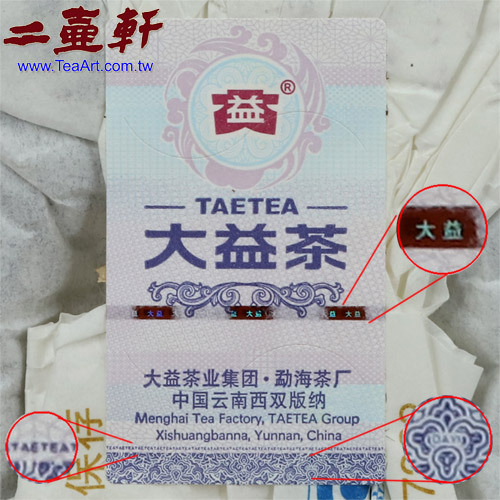 二壺軒
www.TeaArt.com.tw
益®
TAETEA
大益茶
大益 大益 大益
大益
大益茶业集团·勐海茶厂
中国云南西双版纳
Menghai Tea Factory, TAETEA Group
Xishuangbanna, Yunnan, China
TAETEA
DAYI